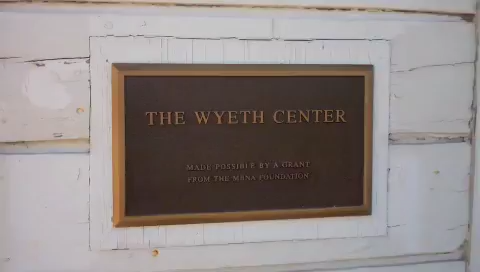 THE WYETH CENTER
MADE POSSIBLE BY A GRANT
FROM THE MBNA FOUNDATION